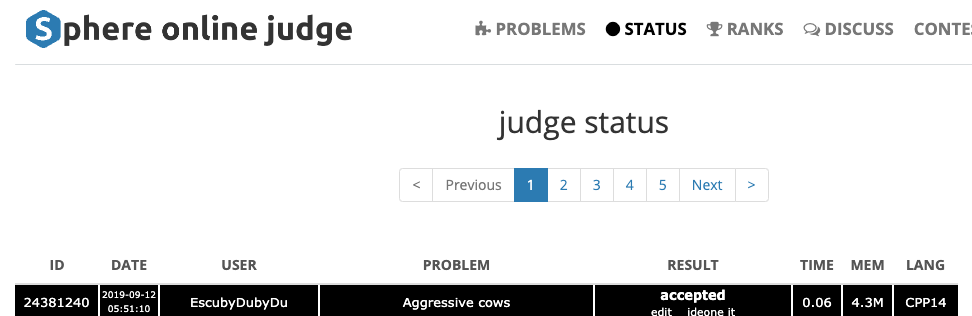 Sphere online judge
PROBLEMS STATUS RANKS DISCUSS CONTE
judge status
< Previous 1 2 3 4 5 Next >
ID DATE USER PROBLEM RESULT TIME MEM LANG
24381240 2019-09-12 05:51:10 EscubyDubyDu Aggressive cows accepted 0.06 4.3M CPP14
edit ideone it